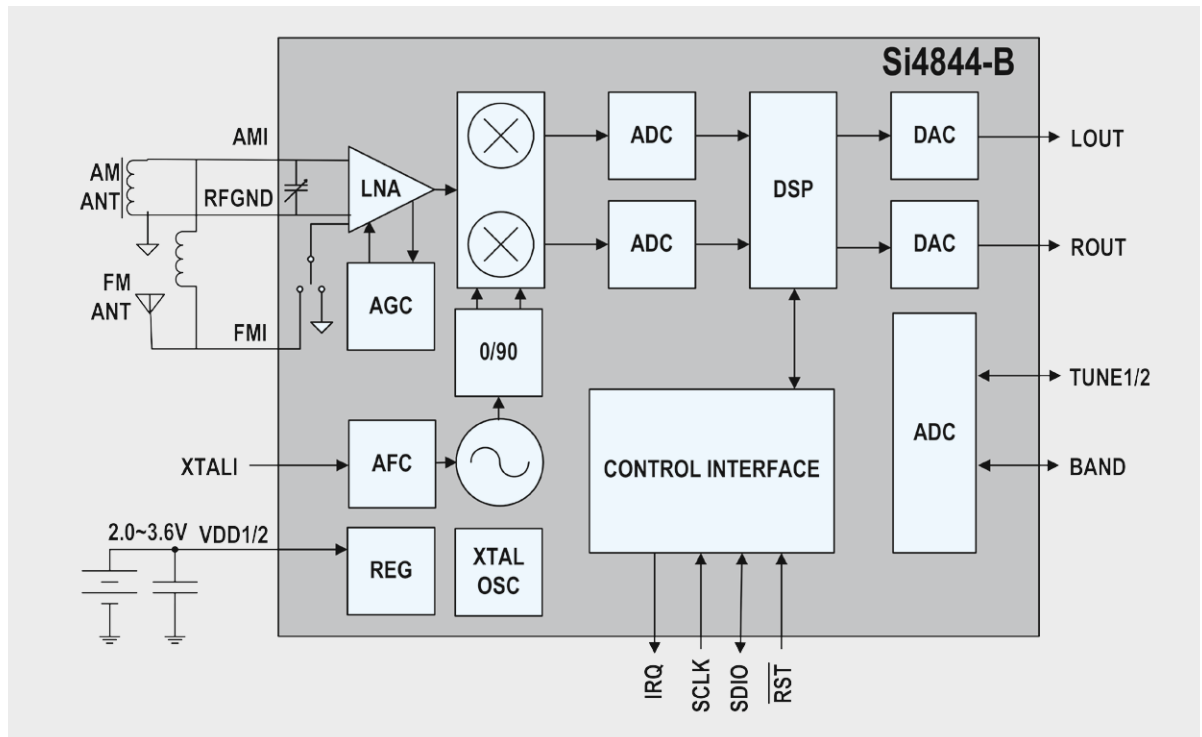 Si4844-B
AMI
AM
ANT
RFGND
LNA
ADC
DSP
DAC
LOUT
ADC
DAC
ROUT
FM
ANT
FMI
AGC
0/90
ADC
TUNE1/2
BAND
XTALI
AFC
CONTROL INTERFACE
2.0~3.6V
VDD1/2
REG
XTAL
OSC
IRQ
SCLK
SDIO
RST